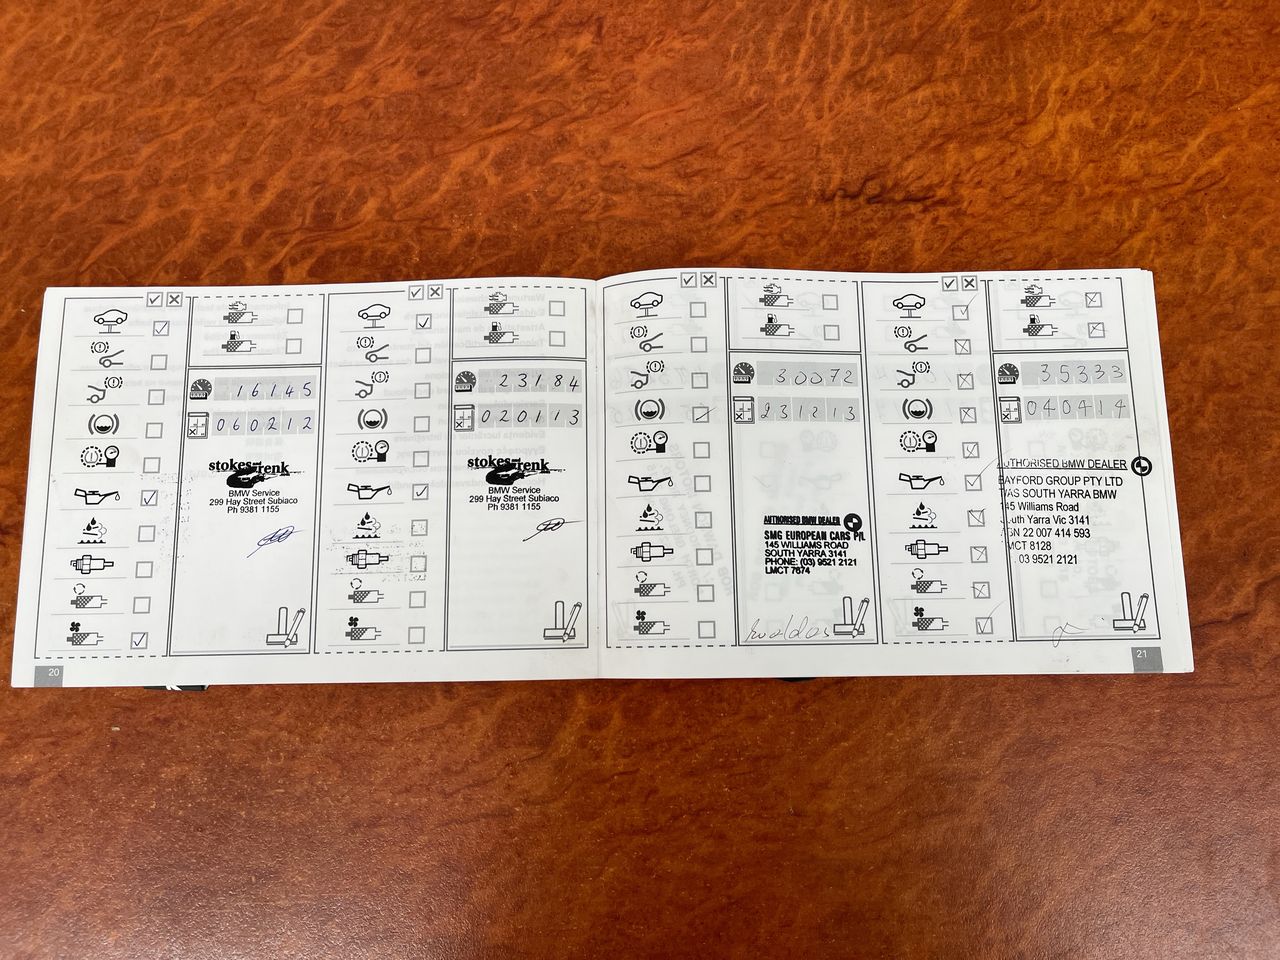 16145
060212
stokes renk
BMW Service
299 Hay Street Subiaco
Ph 9381 1155
20
23184
020113
stokes renk
BMW Service
299 Hay Street Subiaco
Ph 9381 1155
30072
231213
AUTHORISED BMW DEALER
SMG EUROPEAN CARS P/L
145 WILLIAMS ROAD
SOUTH YARRA 3141
PHONE: (03) 9521 2121
LMCT 7674
35333
040414
AUTHORISED BMW DEALER
BAYFORD GROUP PTY LTD
T/AS SOUTH YARRA BMW
145 Williams Road
South Yarra Vic 3141
ABN 22 007 414 593
LMCT 8128
03 9521 2121
21